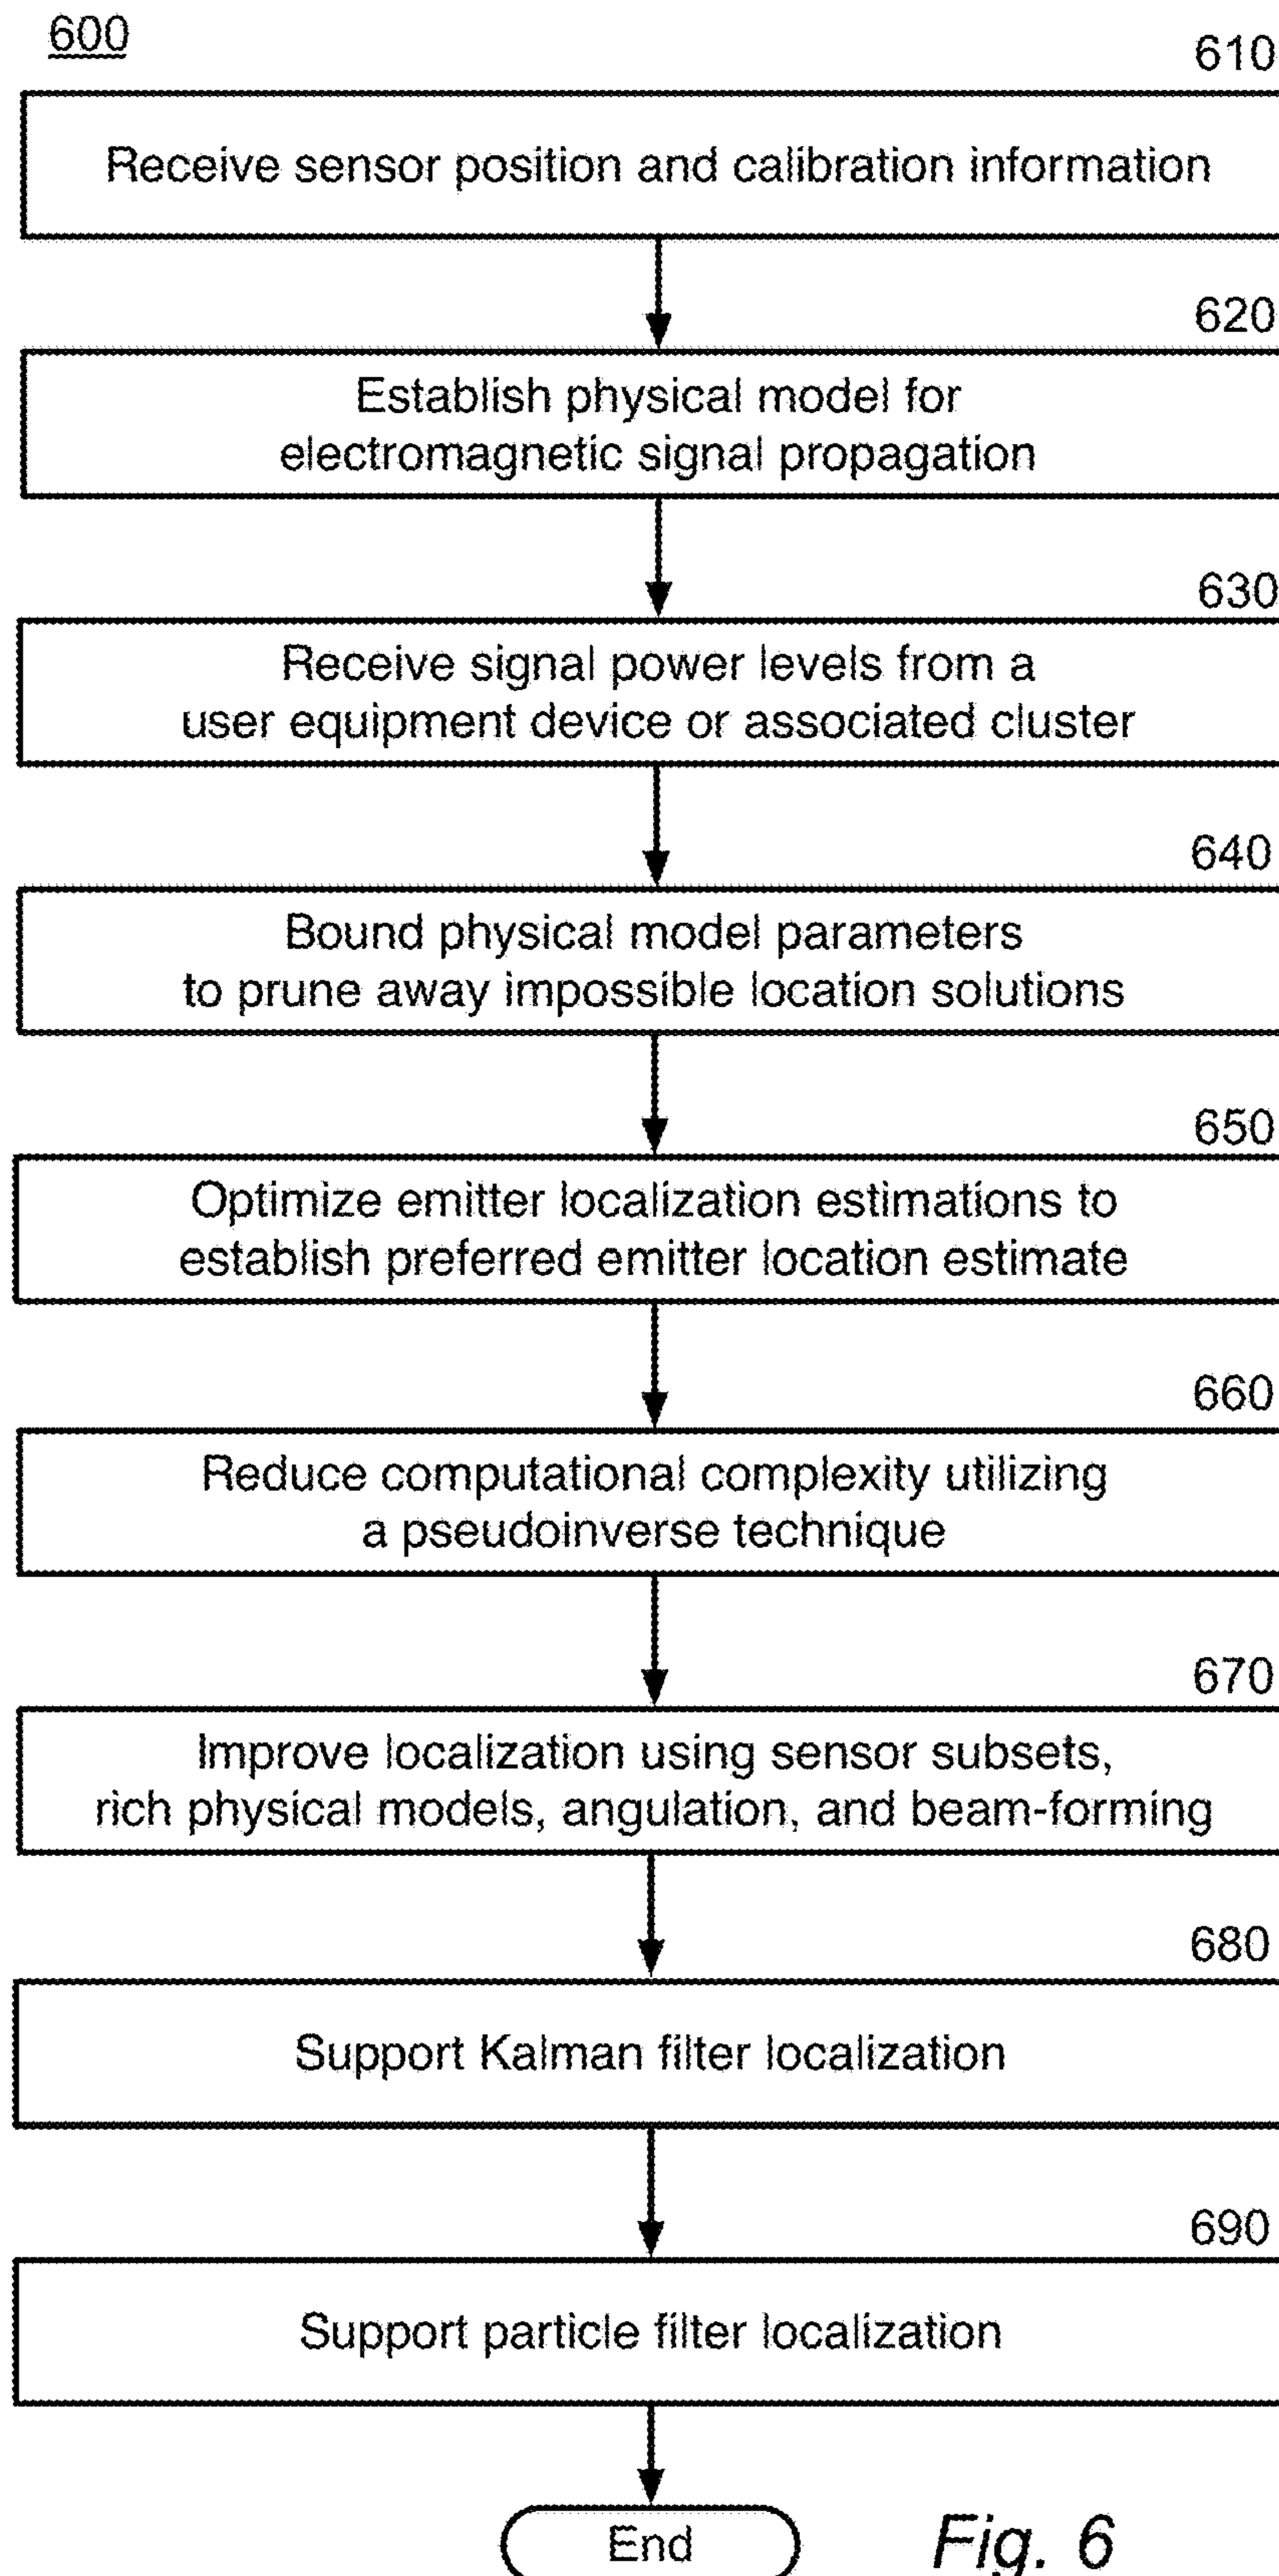 600
610
Receive sensor position and calibration information
620
Establish physical model for
electromagnetic signal propagation
630
Receive signal power levels from a
user equipment device or associated cluster
640
Bound physical model parameters
to prune away impossible location solutions
650
Optimize emitter localization estimations to
establish preferred emitter location estimate
660
Reduce computational complexity utilizing
a pseudoinverse technique
670
Improve localization using sensor subsets,
rich physical models, angulation, and beam-forming
680
Support Kalman filter localization
690
Support particle filter localization
End
Fig. 6